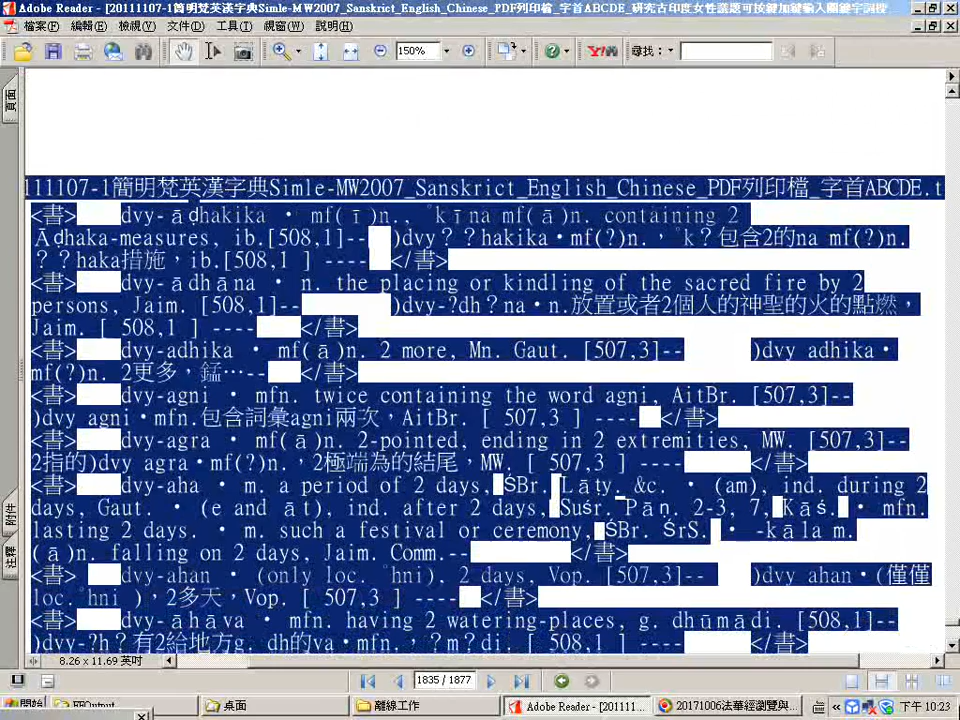 Adobe Reader - [20111107-1簡明梵英漢字典Simle-MW2007_Sanskrict_English_Chinese_PDF列印檔_字首ABCDE_研究古印度女性議題可按健加鍵輸入關鍵字詞搜
檔案(F) 編輯(E) 檢視(V) 文件(D) 工具(T) 視窗(W) 說明(H)
150% Y! 尋找：
頁面
附件
註釋
111107-1簡明梵英漢字典Simle-MW2007_Sanskrict_English_Chinese_PDF列印檔_字首ABCDE.t
<書> dvy-āḍhakika • mf(ī)n., °kīna mf(ā)n. containing 2
Āḍhaka-measures, ib.[508,1]-- )dvy？？hakika•mf(?)n.，°k？包含2的na mf(?)n.
？？haka措施，ib.[508,1 ] ---- </書>
<書> dvy-ādhāna • n. the placing or kindling of the sacred fire by 2
persons, Jaim. [508,1]-- )dvy-?dh？na•n.放置或者2個人的神聖的火的點燃，
Jaim. [ 508,1 ] ---- </書>
<書> dvy-adhika • mf(ā)n. 2 more, Mn. Gaut. [507,3]-- )dvy adhika•
mf(?)n. 2更多，錳…-- </書>
<書> dvy-agni • mfn. twice containing the word agni, AitBr. [507,3]--
)dvy agni•mfn.包含詞彙agni兩次，AitBr. [ 507,3 ] ---- </書>
<書> dvy-agra • mf(ā)n. 2-pointed, ending in 2 extremities, MW. [507,3]--
2指的)dvy agra•mf(?)n.，2極端為的結尾，MW. [ 507,3 ] ---- </書>
<書> dvy-aha • m. a period of 2 days, ŚBr. Lāṭy. &c. • (am), ind. during 2
days, Gaut. • (e and āt), ind. after 2 days, Suśr. Pāṇ. 2-3, 7, Kāś. • mfn.
lasting 2 days. • m. such a festival or ceremony, ŚBr. ŚrS. • -kāla m.
(ā)n. falling on 2 days, Jaim. Comm.-- </書>
<書> dvy-ahan • (only loc. °hni). 2 days, Vop. [507,3]-- )dvy ahan•(僅僅
loc.°hni )，2多天，Vop. [ 507,3 ] ---- </書>
<書> dvy-āhāva • mfn. having 2 watering-places, g. dhūmādi. [508,1]--
)dvy-?h？有2給地方g. dh的va•mfn.，？m？di. [ 508,1 ] ---- </書>
8.26 x 11.69 英吋
1835 / 1877
開始 FFOutput 桌面 離線工作 Adobe Reader - [20111... 20171006法華經瀏覽與... 下午 10:23